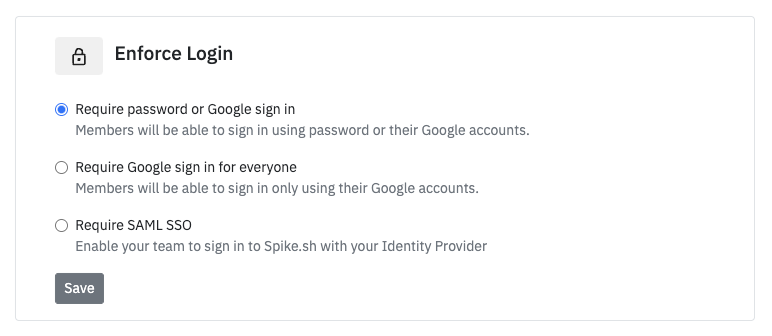 Enforce Login
Require password or Google sign in
Members will be able to sign in using password or their Google accounts.
Require Google sign in for everyone
Members will be able to sign in only using their Google accounts.
Require SAML SSO
Enable your team to sign in to Spike.sh with your Identity Provider
Save